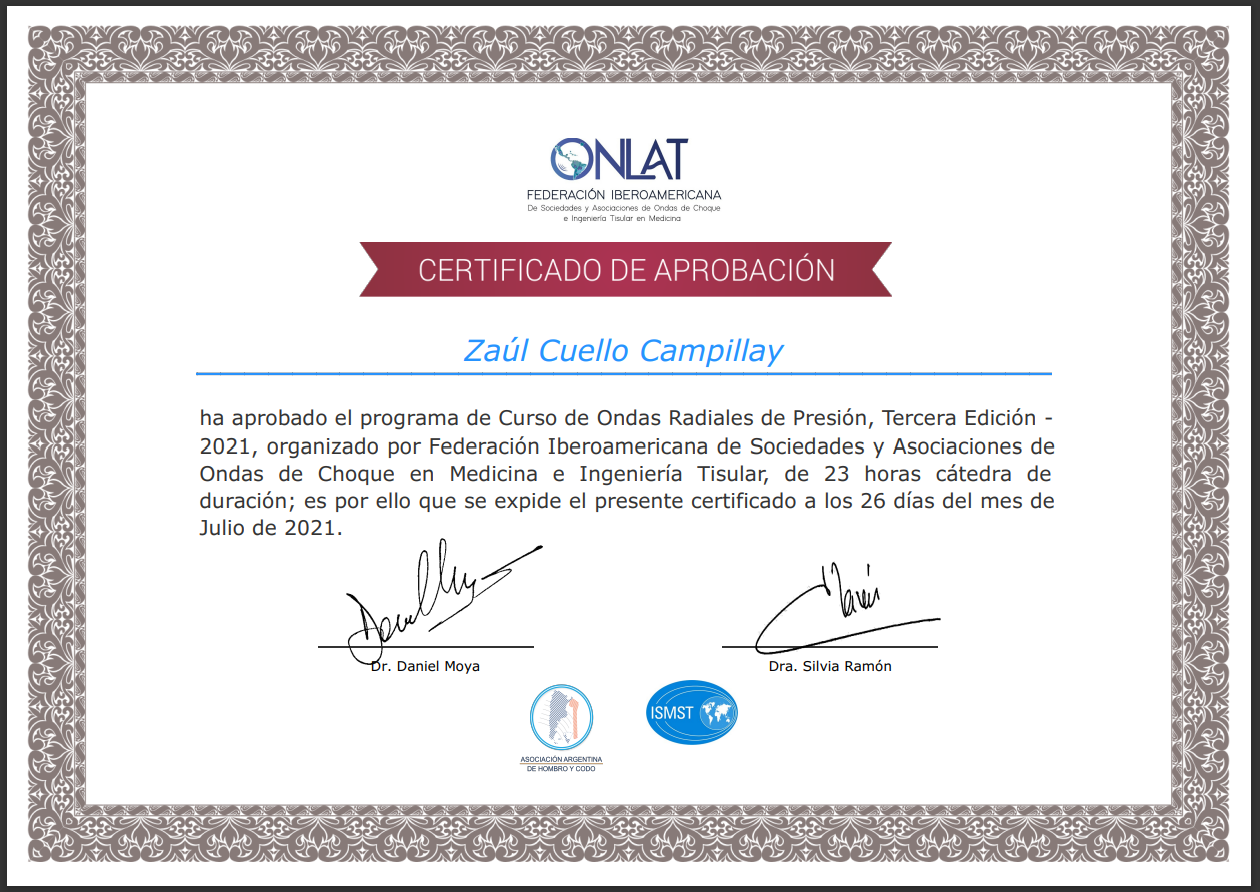 ONLAT
FEDERACIÓN IBEROAMERICANA
De Sociedades y Asociaciones de Ondas de Choque
e Ingeniería Tisular en Medicina
CERTIFICADO DE APROBACIÓN
Zaúl Cuello Campillay
ha aprobado el programa de Curso de Ondas Radiales de Presión, Tercera Edición -
2021, organizado por Federación Iberoamericana de Sociedades y Asociaciones de
Ondas de Choque en Medicina e Ingeniería Tisular, de 23 horas cátedra de
duración; es por ello que se expide el presente certificado a los 26 días del mes de
Julio de 2021.
Dr. Daniel Moya
Dra. Silvia Ramón
ISMST
ASOCIACIÓN ARGENTINA
DE HOMBRO Y CODO